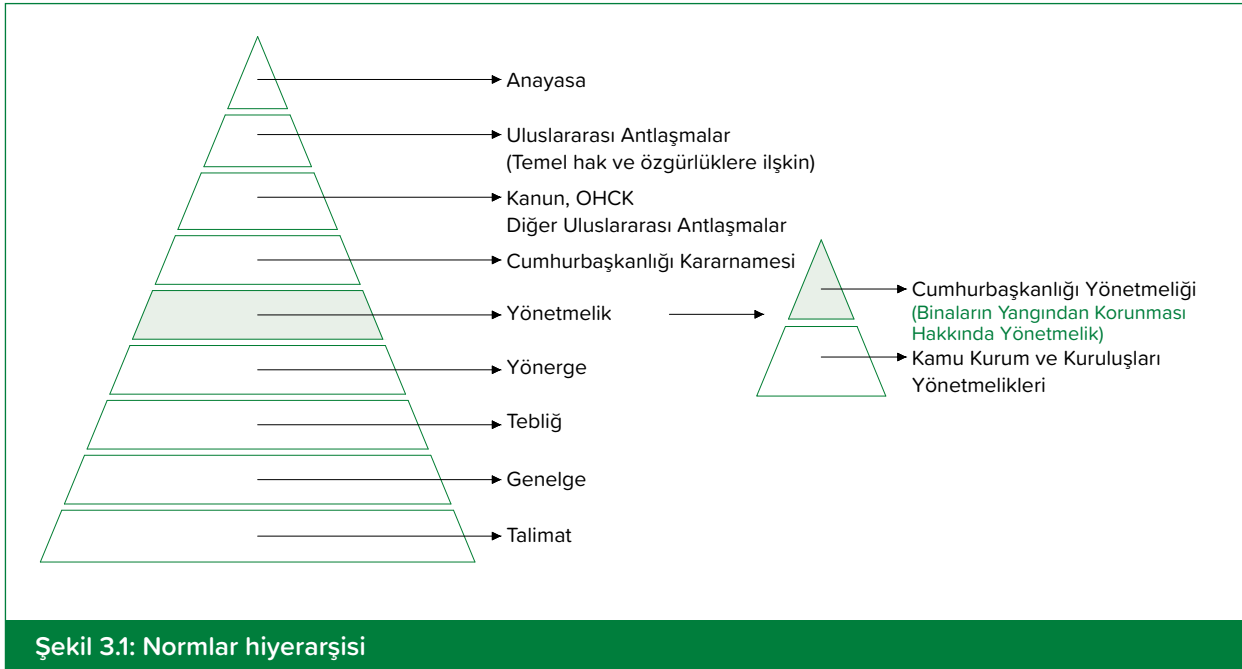 Anayasa
Uluslararası Antlaşmalar
(Temel hak ve özgürlüklere ilşkin)
Kanun, OHCK
Diğer Uluslararası Antlaşmalar
Cumhurbaşkanlığı Kararnamesi
Yönetmelik
Yönerge
Tebliğ
Genelge
Talimat
Cumhurbaşkanlığı Yönetmeliği
(Binaların Yangından Korunması
Hakkında Yönetmelik)
Kamu Kurum ve Kuruluşları
Yönetmelikleri
Şekil 3.1: Normlar hiyerarşisi